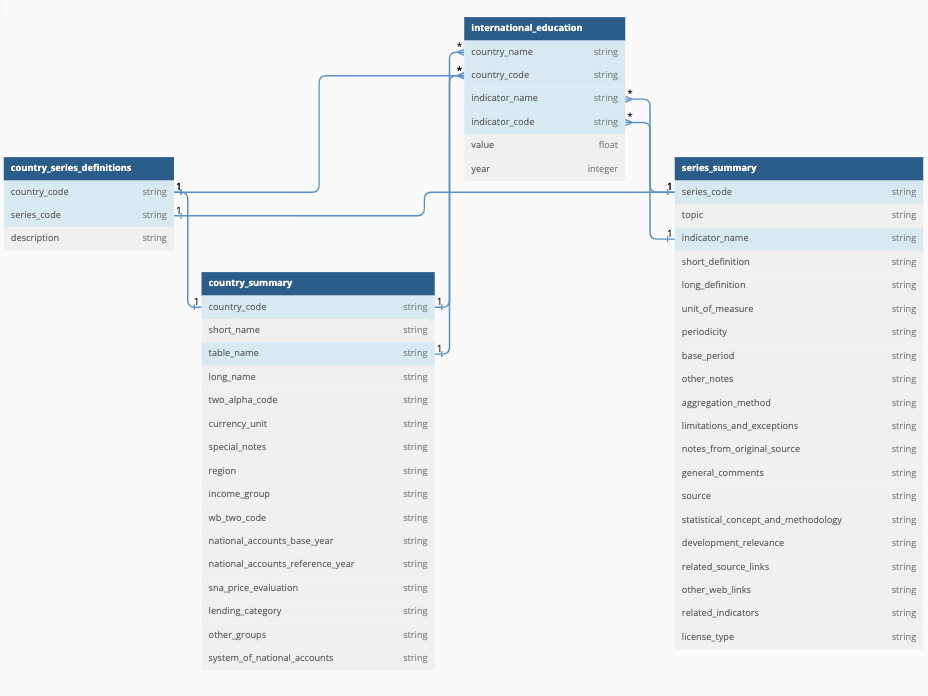 international_education
* country_name string
* country_code string
indicator_name string *
indicator_code string *
value float
year integer
country_series_definitions
country_code string 1
series_code string 1
description string
series_summary
1 series_code string
topic string
1 indicator_name string
short_definition string
long_definition string
unit_of_measure string
periodicity string
base_period string
other_notes string
aggregation_method string
limitations_and_exceptions string
notes_from_original_source string
general_comments string
source string
statistical_concept_and_methodology string
development_relevance string
related_source_links string
other_web_links string
related_indicators string
license_type string
country_summary
1 country_code string 1
short_name string
table_name string 1
long_name string
two_alpha_code string
currency_unit string
special_notes string
region string
income_group string
wb_two_code string
national_accounts_base_year string
national_accounts_reference_year string
sna_price_evaluation string
lending_category string
other_groups string
system_of_national_accounts string